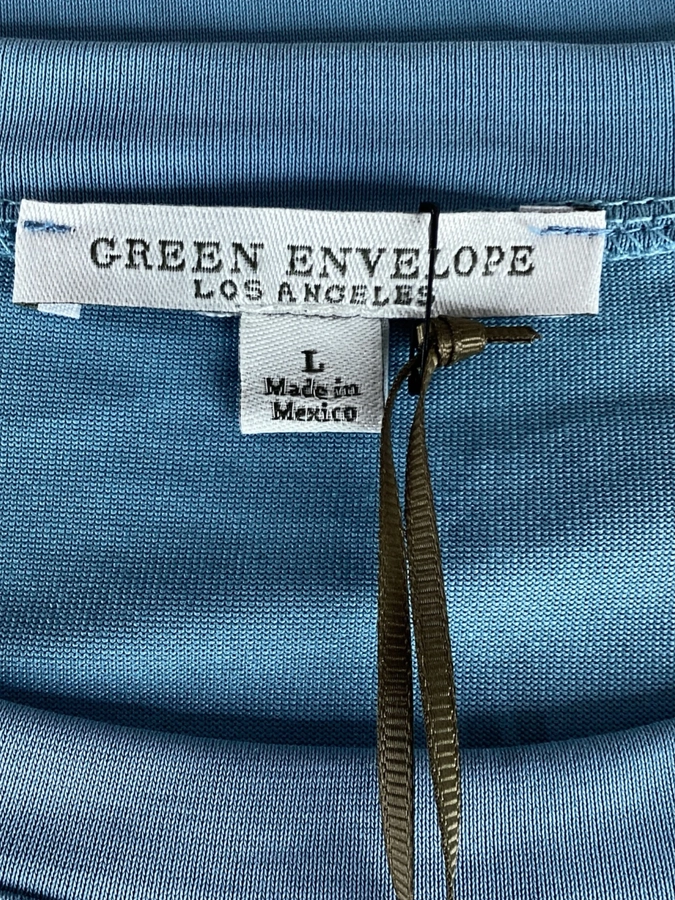 GREEN ENVELOPE
LOS ANGELES
L
Made in
Mexico